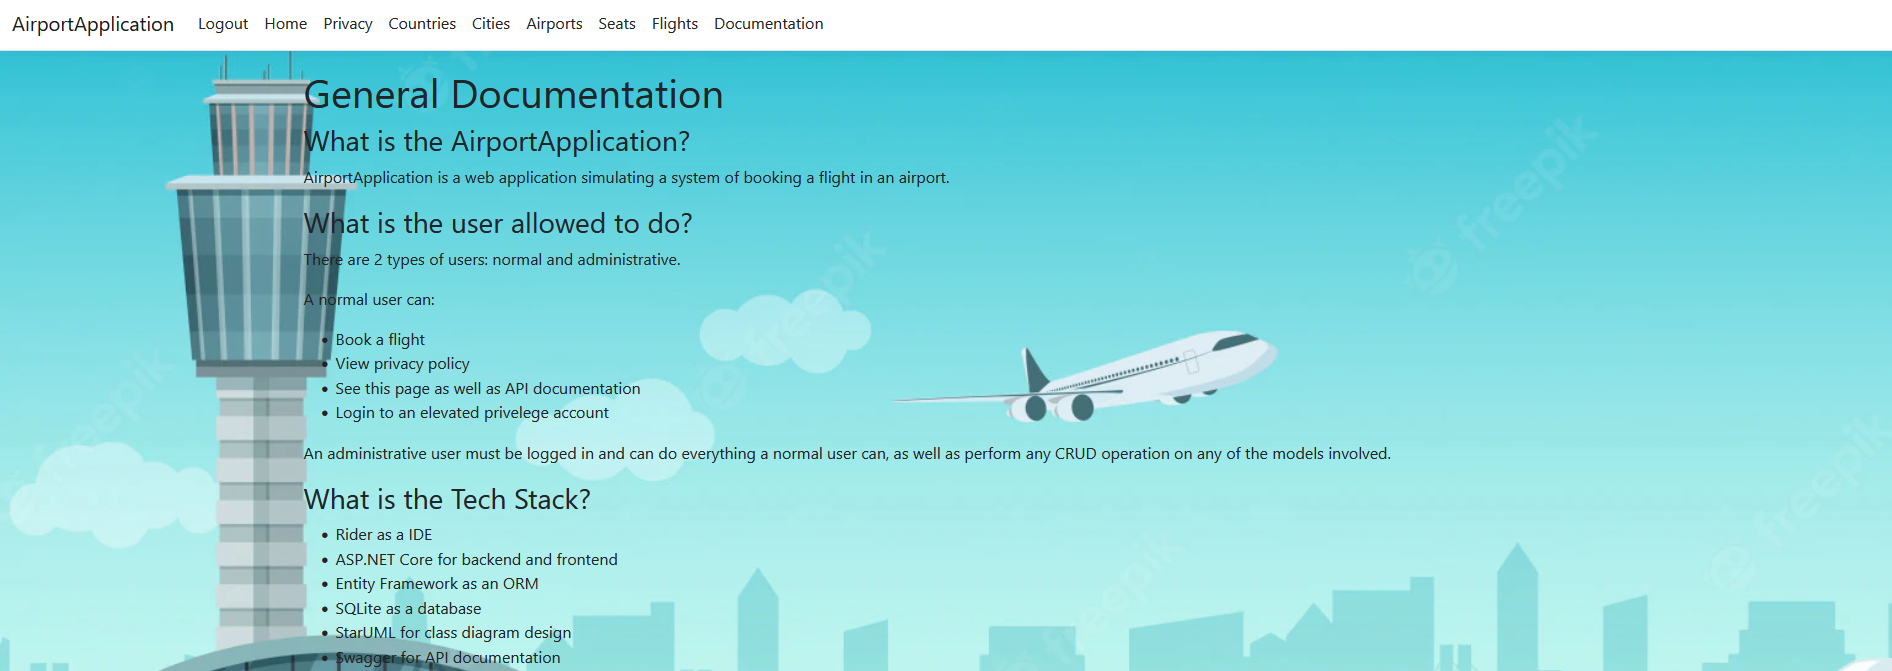 AirportApplication Logout Home Privacy Countries Cities Airports Seats Flights Documentation
General Documentation
What is the AirportApplication?
AirportApplication is a web application simulating a system of booking a flight in an airport.
What is the user allowed to do?
There are 2 types of users: normal and administrative.
A normal user can:
• Book a flight
• View privacy policy
• See this page as well as API documentation
• Login to an elevated privelege account
An administrative user must be logged in and can do everything a normal user can, as well as perform any CRUD operation on any of the models involved.
What is the Tech Stack?
• Rider as a IDE
• ASP.NET Core for backend and frontend
• Entity Framework as an ORM
• SQLite as a database
• StarUML for class diagram design
• Swagger for API documentation
freepik
freepik
freepik
freepik
freepik